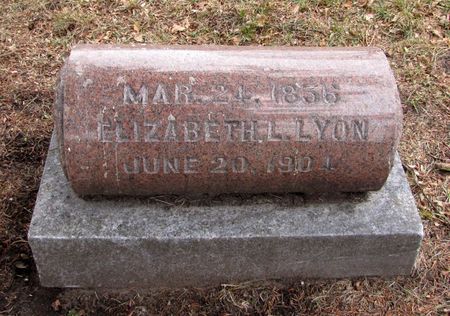 MAR. 24, 1856
ELIZABETH L. LYON
JUNE 20, 1904